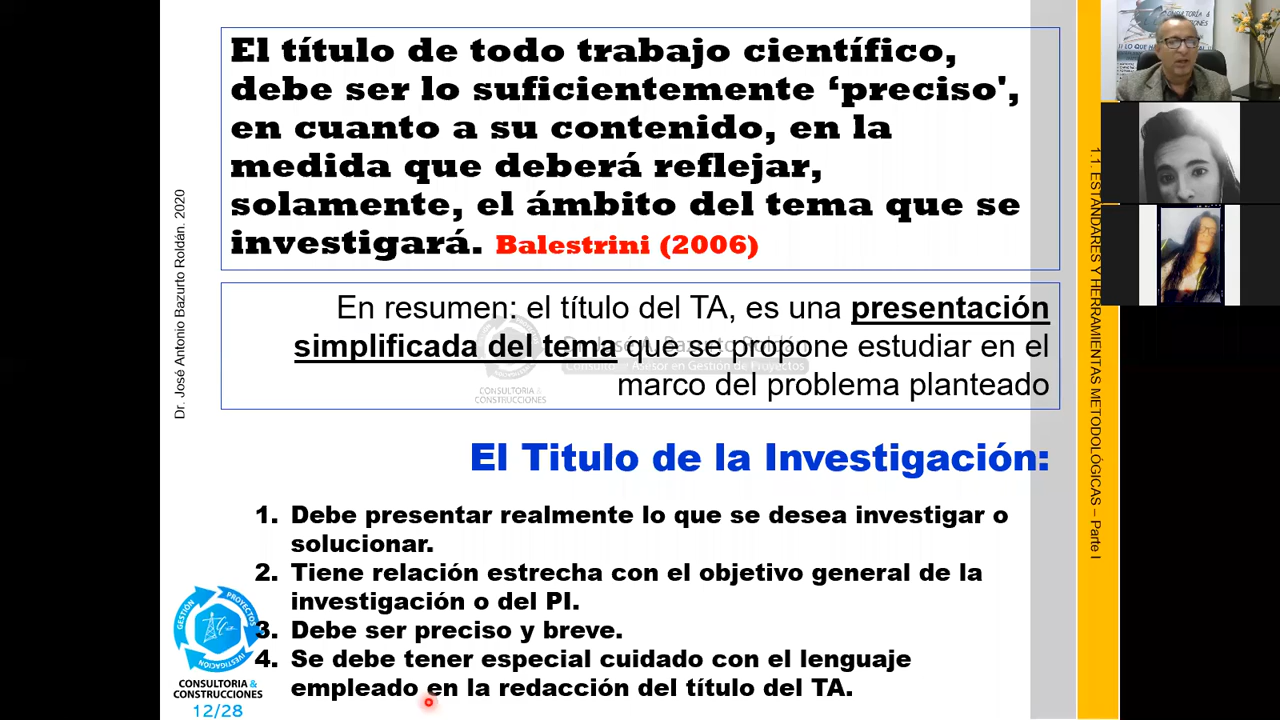 El título de todo trabajo científico,
debe ser lo suficientemente ‘preciso',
en cuanto a su contenido, en la
medida que deberá reflejar,
solamente, el ámbito del tema que se
investigará. Balestrini (2006)
En resumen: el título del TA, es una presentación
simplificada del tema que se propone estudiar en el
marco del problema planteado
CONSULTORIA &
CONSTRUCCIONES
El Titulo de la Investigación:
1. Debe presentar realmente lo que se desea investigar o
solucionar.
2. Tiene relación estrecha con el objetivo general de la
investigación o del PI.
3. Debe ser preciso y breve.
4. Se debe tener especial cuidado con el lenguaje
empleado en la redacción del título del TA.
Dr. José Antonio Bazurto Roldán. 2020
GESTIÓN
PROYECTOS
CONSULTORIA &
CONSTRUCCIONES
12/28
1.1. ESTÁNDARES Y HERRAMIENTAS METODOLÓGICAS – Parte I